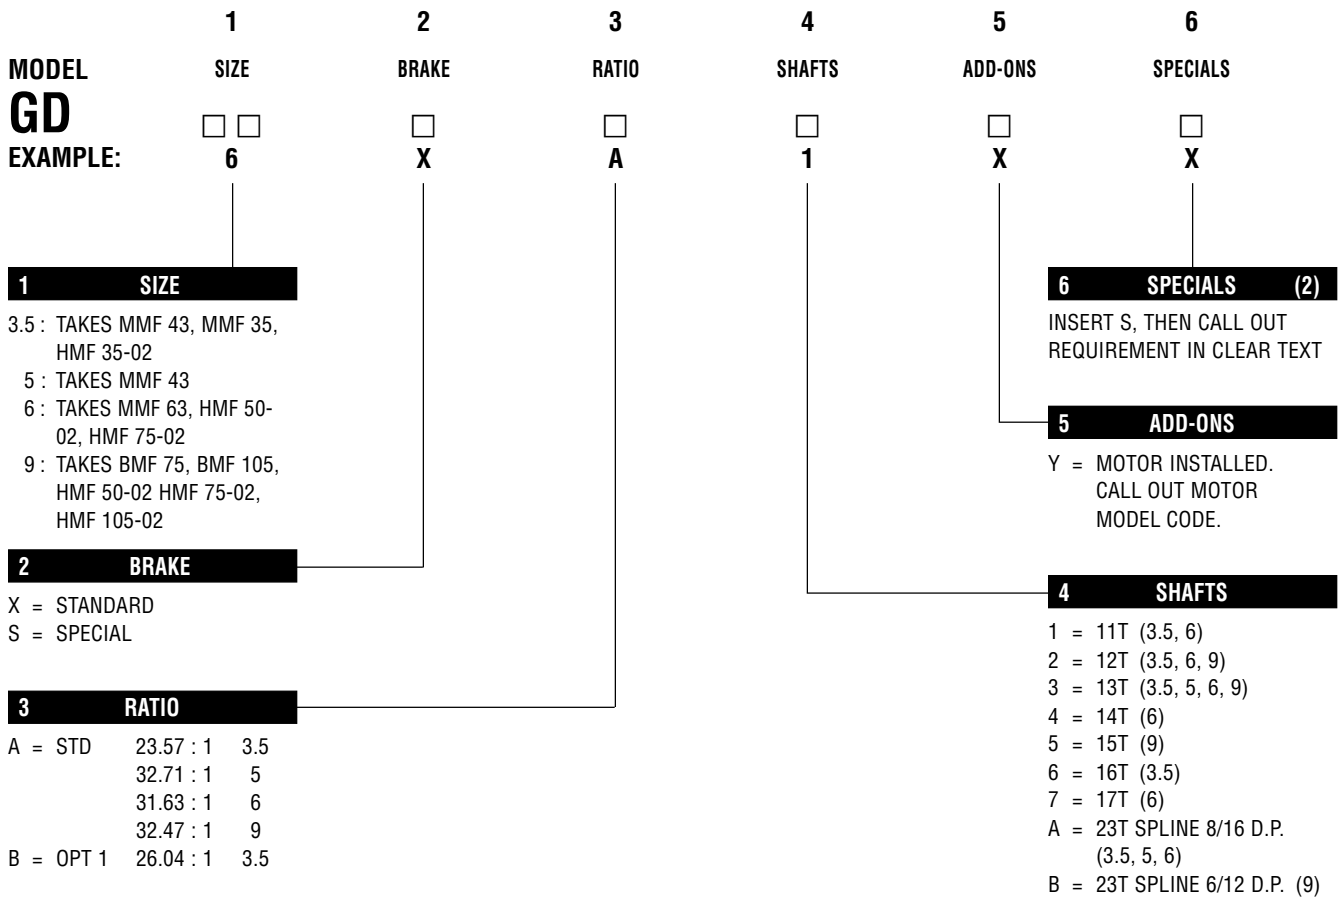 1 2 3 4 5 6
MODEL SIZE BRAKE RATIO SHAFTS ADD-ONS SPECIALS
GD
EXAMPLE: 6 X A 1 X X
1 SIZE
3.5 : TAKES MMF 43, MMF 35,
HMF 35-02
5 : TAKES MMF 43
6 : TAKES MMF 63, HMF 50-
02, HMF 75-02
9 : TAKES BMF 75, BMF 105,
HMF 50-02 HMF 75-02,
HMF 105-02
2 BRAKE
X = STANDARD
S = SPECIAL
3 RATIO
A = STD 23.57 : 1 3.5
32.71 : 1 5
31.63 : 1 6
32.47 : 1 9
B = OPT 1 26.04 : 1 3.5
6 SPECIALS (2)
INSERT S, THEN CALL OUT
REQUIREMENT IN CLEAR TEXT
5 ADD-ONS
Y = MOTOR INSTALLED.
CALL OUT MOTOR
MODEL CODE.
4 SHAFTS
1 = 11T (3.5, 6)
2 = 12T (3.5, 6, 9)
3 = 13T (3.5, 5, 6, 9)
4 = 14T (6)
5 = 15T (9)
6 = 16T (3.5)
7 = 17T (6)
A = 23T SPLINE 8/16 D.P.
(3.5, 5, 6)
B = 23T SPLINE 6/12 D.P. (9)